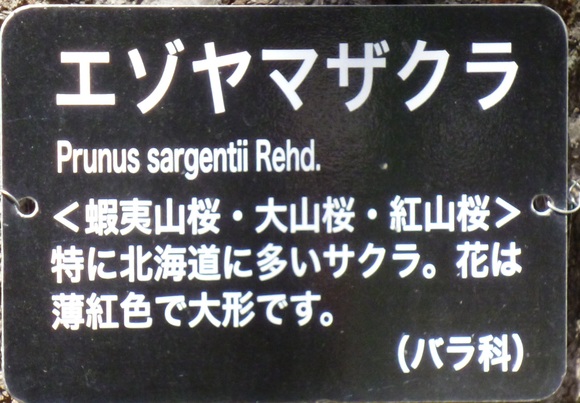 エゾヤマザクラ
Prunus sargentii Rehd.
＜蝦夷山桜・大山桜・紅山桜＞
特に北海道に多いサクラ。花は
薄紅色で大形です。
（バラ科）